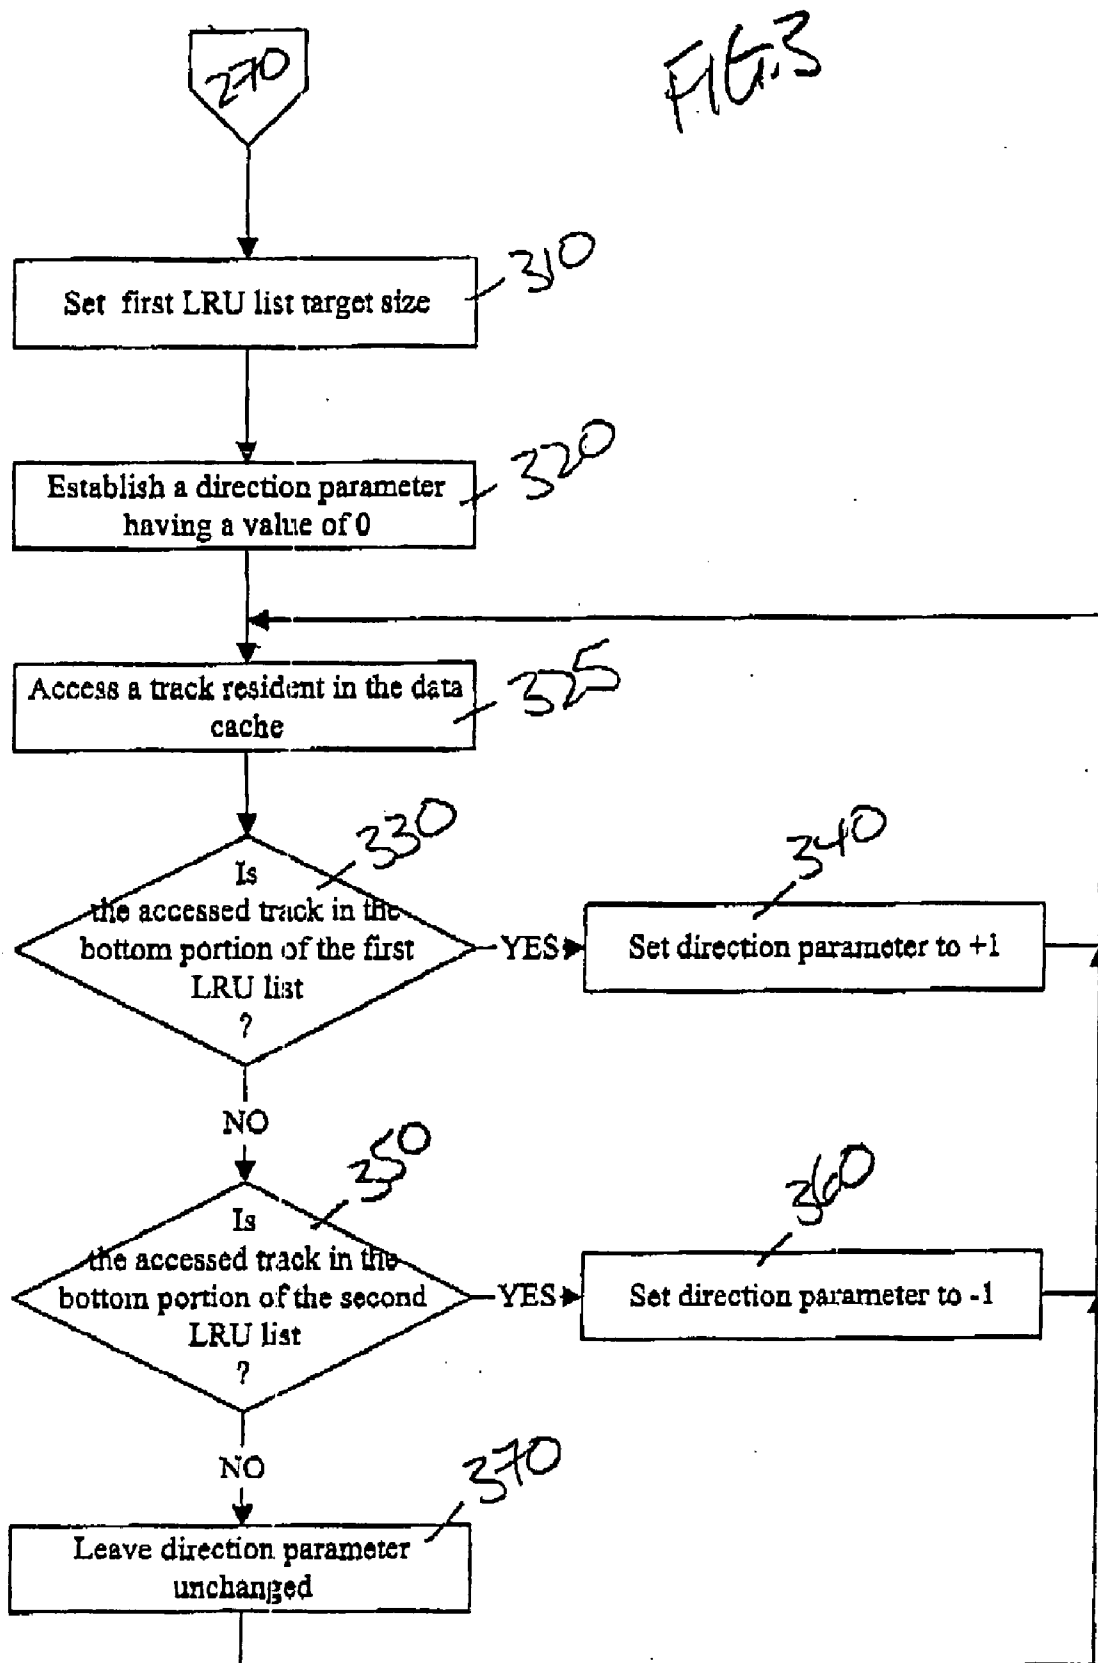 FIG.3
270
310
Set first LRU list target size
320
Establish a direction parameter
having a value of 0
325
Access a track resident in the data
cache
330
Is
the accessed track in the
bottom portion of the first
LRU list
?
YES
340
Set direction parameter to +1
NO
350
Is
the accessed track in the
bottom portion of the second
LRU list
?
YES
360
Set direction parameter to -1
NO
370
Leave direction parameter
unchanged